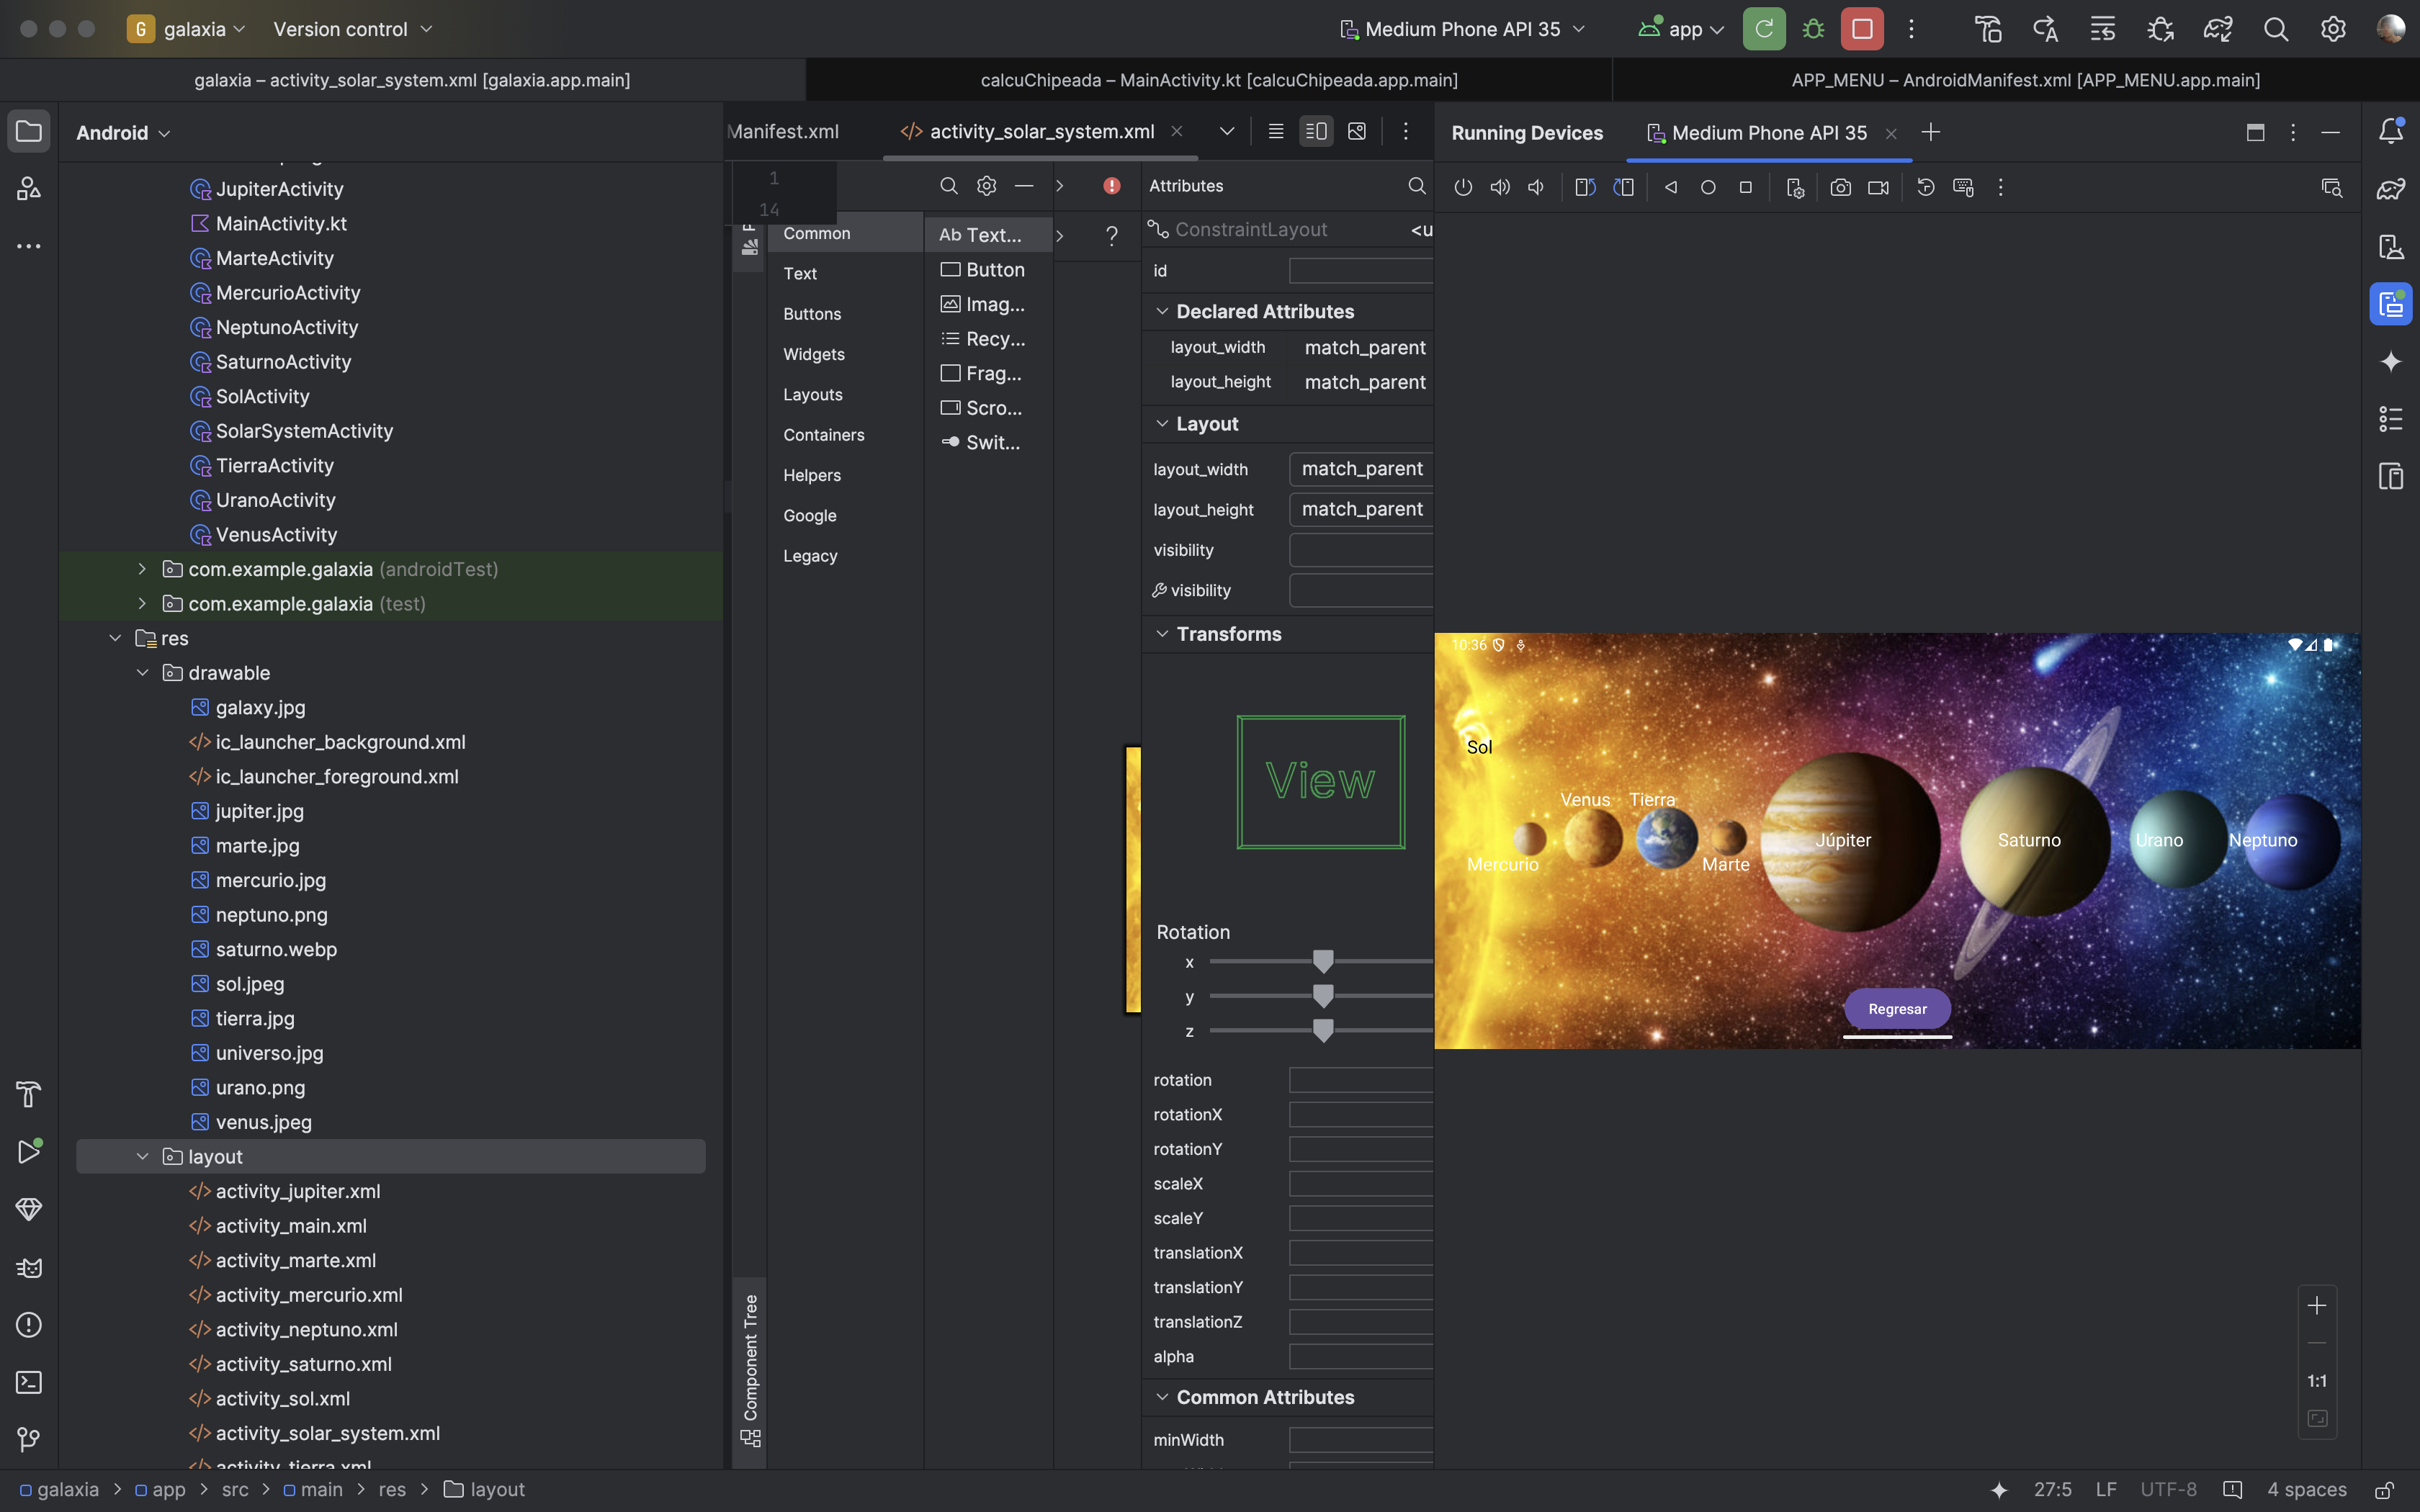 G galaxia Version control Medium Phone API 35 app
galaxia – activity_solar_system.xml [galaxia.app.main] calcuChipeada – MainActivity.kt [calcuChipeada.app.main] APP_MENU – AndroidManifest.xml [APP_MENU.app.main]
Android
JupiterActivity
MainActivity.kt
MarteActivity
MercurioActivity
NeptunoActivity
SaturnoActivity
SolActivity
SolarSystemActivity
TierraActivity
UranoActivity
VenusActivity
com.example.galaxia (androidTest)
com.example.galaxia (test)
res
drawable
galaxy.jpg
ic_launcher_background.xml
ic_launcher_foreground.xml
jupiter.jpg
marte.jpg
mercurio.jpg
neptuno.png
saturno.webp
sol.jpeg
tierra.jpg
universo.jpg
urano.png
venus.jpeg
layout
activity_jupiter.xml
activity_main.xml
activity_marte.xml
activity_mercurio.xml
activity_neptuno.xml
activity_saturno.xml
activity_sol.xml
activity_solar_system.xml
activity_tierra.xml
Manifest.xml activity_solar_system.xml
1
14
Common
Text
Buttons
Widgets
Layouts
Containers
Helpers
Google
Legacy
Ab Text...
Button
Imag...
Recy...
Frag...
Scro...
Swit...
?
Component Tree
Attributes
ConstraintLayout <u
id
Declared Attributes
layout_width match_parent
layout_height match_parent
Layout
layout_width match_parent
layout_height match_parent
visibility
visibility
Transforms
View
Rotation
x
y
z
rotation
rotationX
rotationY
scaleX
scaleY
translationX
translationY
translationZ
alpha
Common Attributes
minWidth
Running Devices Medium Phone API 35
10:36
Sol
Venus Tierra
Júpiter Saturno Urano Neptuno
Mercurio Marte
Regresar
1:1
galaxia > app > src > main > res > layout 27:5 LF UTF-8 4 spaces